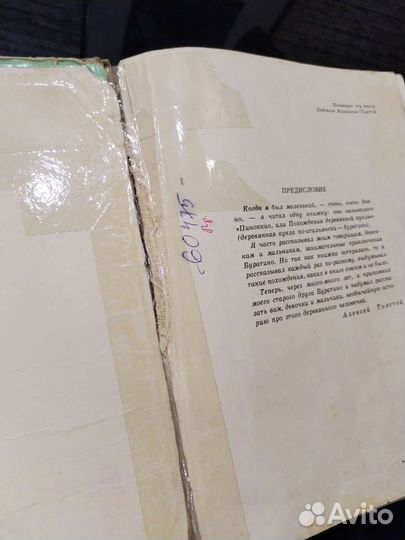 Посвящаю эту книгу
Людмиле Ильиничне Толстой
ПРЕДИСЛОВИЕ
Когда я был маленький, — очень, очень дав-
но, — я читал одну книжку: она называлась
«Пиноккио, или Похождения деревянной куклы»
(деревянная кукла по-итальянски — буратино).
Я часто рассказывал моим товарищам, девоч-
кам и мальчикам, занимательные приключения
Буратино. Но так как книжка потерялась, то я
рассказывал каждый раз по-разному, выдумывал
такие похождения, каких в книге совсем и не было.
Теперь, через много-много лет, я припомнил
моего старого друга Буратино и надумал расска-
зать вам, девочки и мальчики, необычайную исто-
рию про этого деревянного человечка.
Алексей Толстой
-60475-
Avito